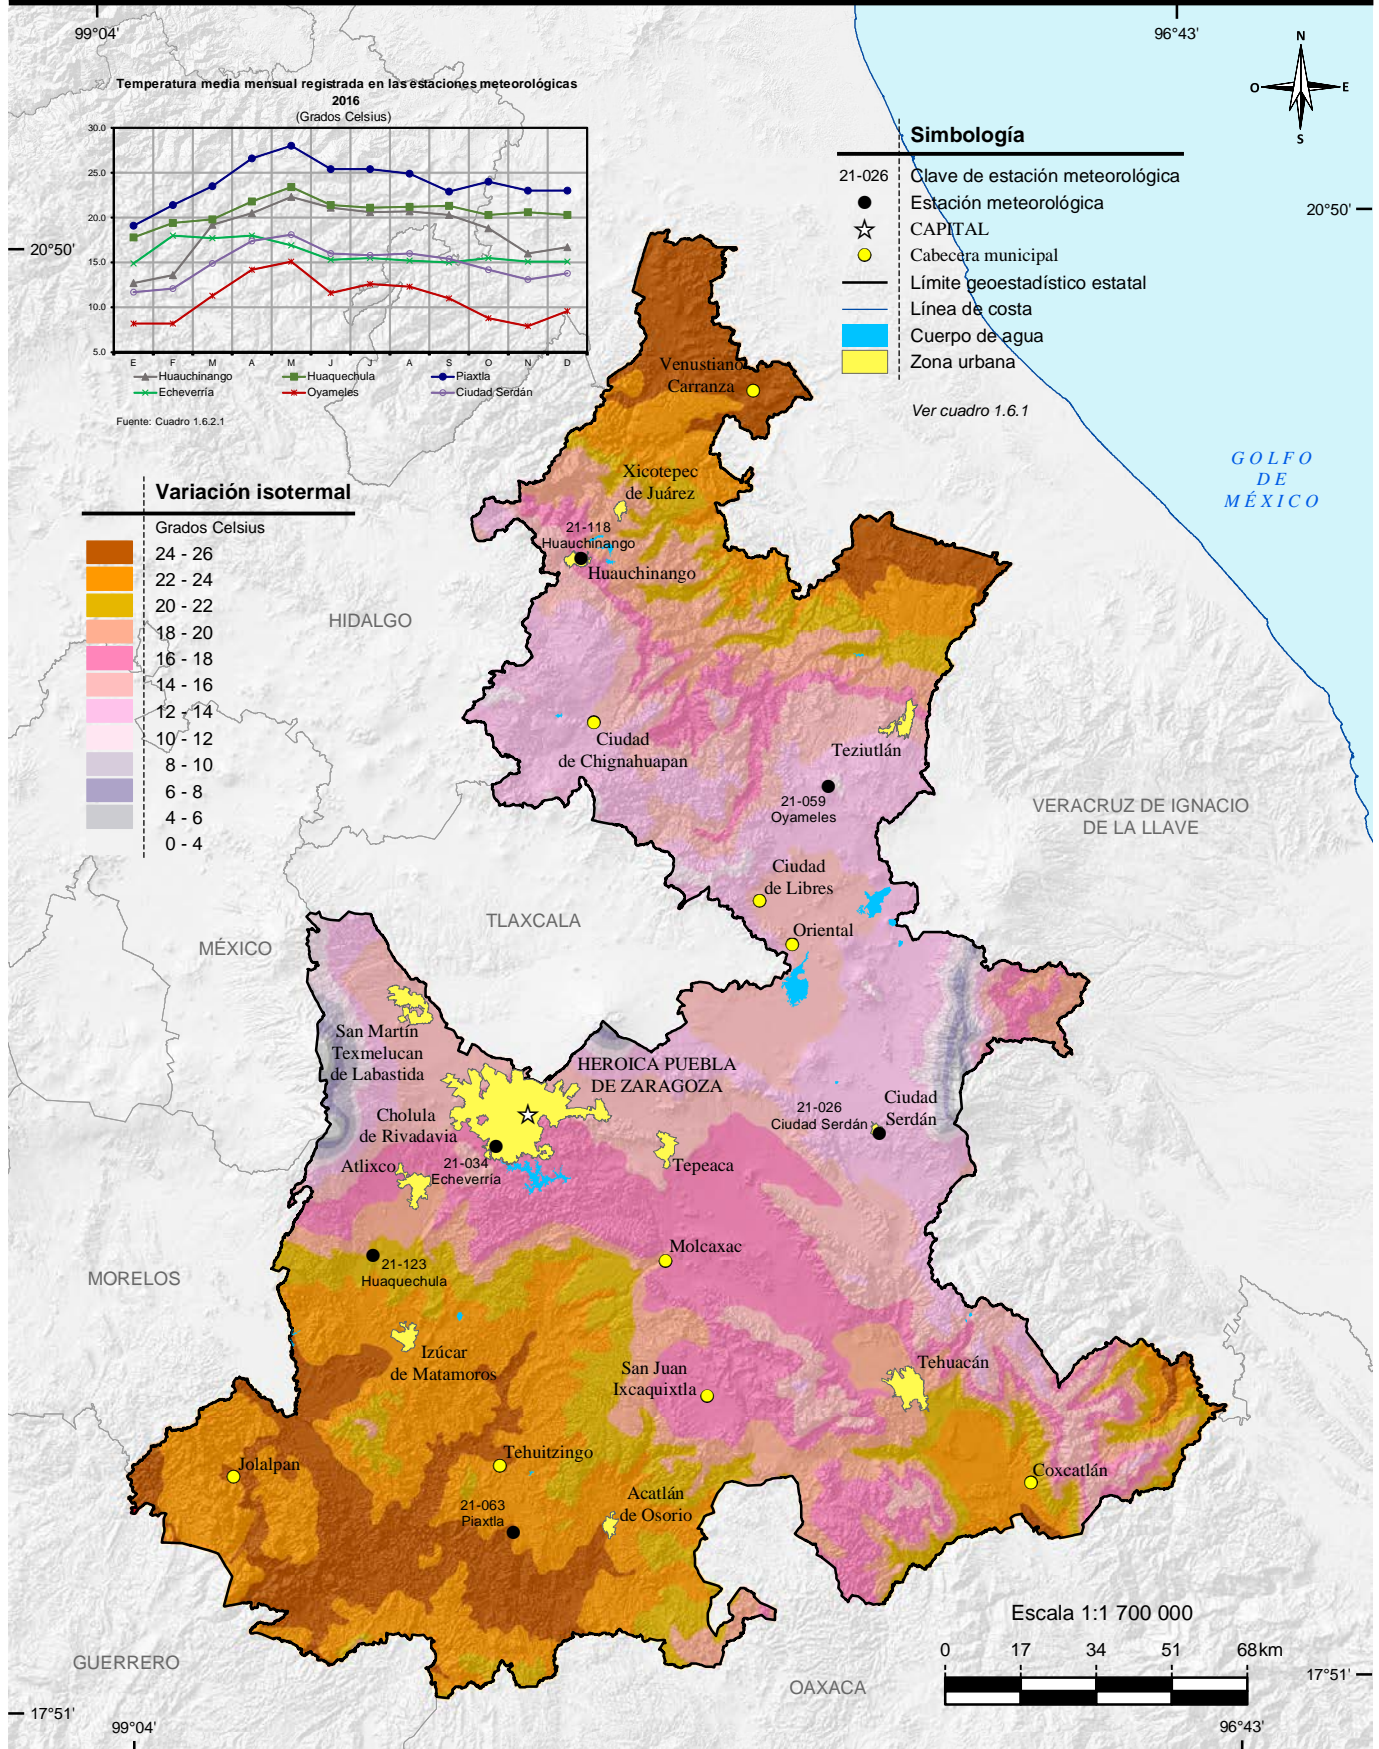 99°04'
96°43'
Temperatura media mensual registrada en las estaciones meteorológicas
2016
(Grados Celsius)
30.0
25.0
20.0
15.0
10.0
5.0
E F M A M J J A S O N D
Huauchinango Huaquechula Piaxtla
Echeverría Oyameles Ciudad Serdán
Fuente: Cuadro 1.6.2.1
N
O E
S
Simbología
21-026 Clave de estación meteorológica
Estación meteorológica
CAPITAL
Cabecera municipal
Límite geoestadístico estatal
Línea de costa
Cuerpo de agua
Zona urbana
Ver cuadro 1.6.1
20°50'
20°50'
GOLFO
DE
MÉXICO
Variación isotermal
Grados Celsius
24 - 26
22 - 24
20 - 22
18 - 20
16 - 18
14 - 16
12 - 14
10 - 12
8 - 10
6 - 8
4 - 6
0 - 4
Venustiano
Carranza
Xicotepec
de Juárez
21-118
Huauchinango
Huauchinango
HIDALGO
Ciudad
de Chignahuapan
Teziutlán
21-059
Oyameles
VERACRUZ DE IGNACIO
DE LA LLAVE
Ciudad
de Libres
TLAXCALA
Oriental
MÉXICO
San Martín
Texmelucan
de Labastida
HEROICA PUEBLA
DE ZARAGOZA
Cholula
de Rivadavia
21-026
Ciudad Serdán
Ciudad
Serdán
Atlixco
21-034
Echeverría
Tepeaca
21-123
Huaquechula
Molcaxac
MORELOS
Izúcar
de Matamoros
San Juan
Ixcaquixtla
Tehuacán
Jolalpan
Tehuitzingo
Coxcatlán
21-063
Piaxtla
Acatlán
de Osorio
Escala 1:1 700 000
0 17 34 51 68km
GUERRERO
OAXACA
17°51'
17°51'
99°04'
96°43'